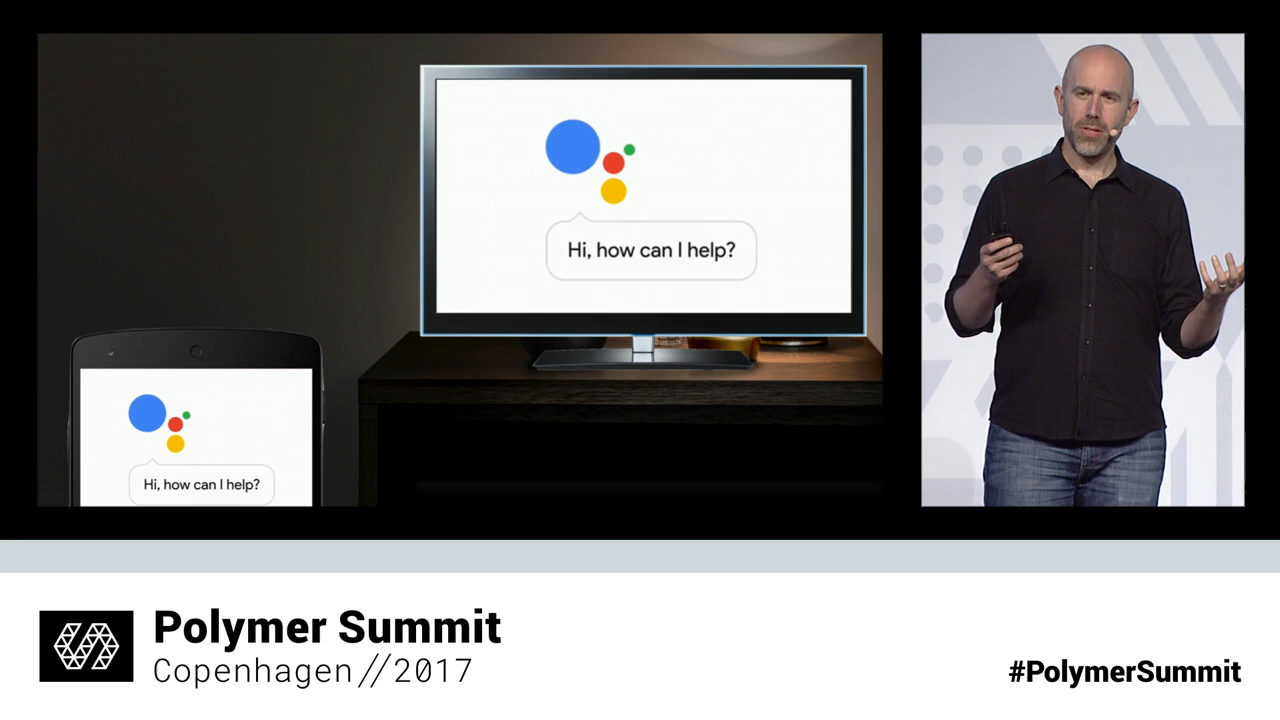 Hi, how can I help?
Hi, how can I help?
Polymer Summit
Copenhagen//2017
#PolymerSummit